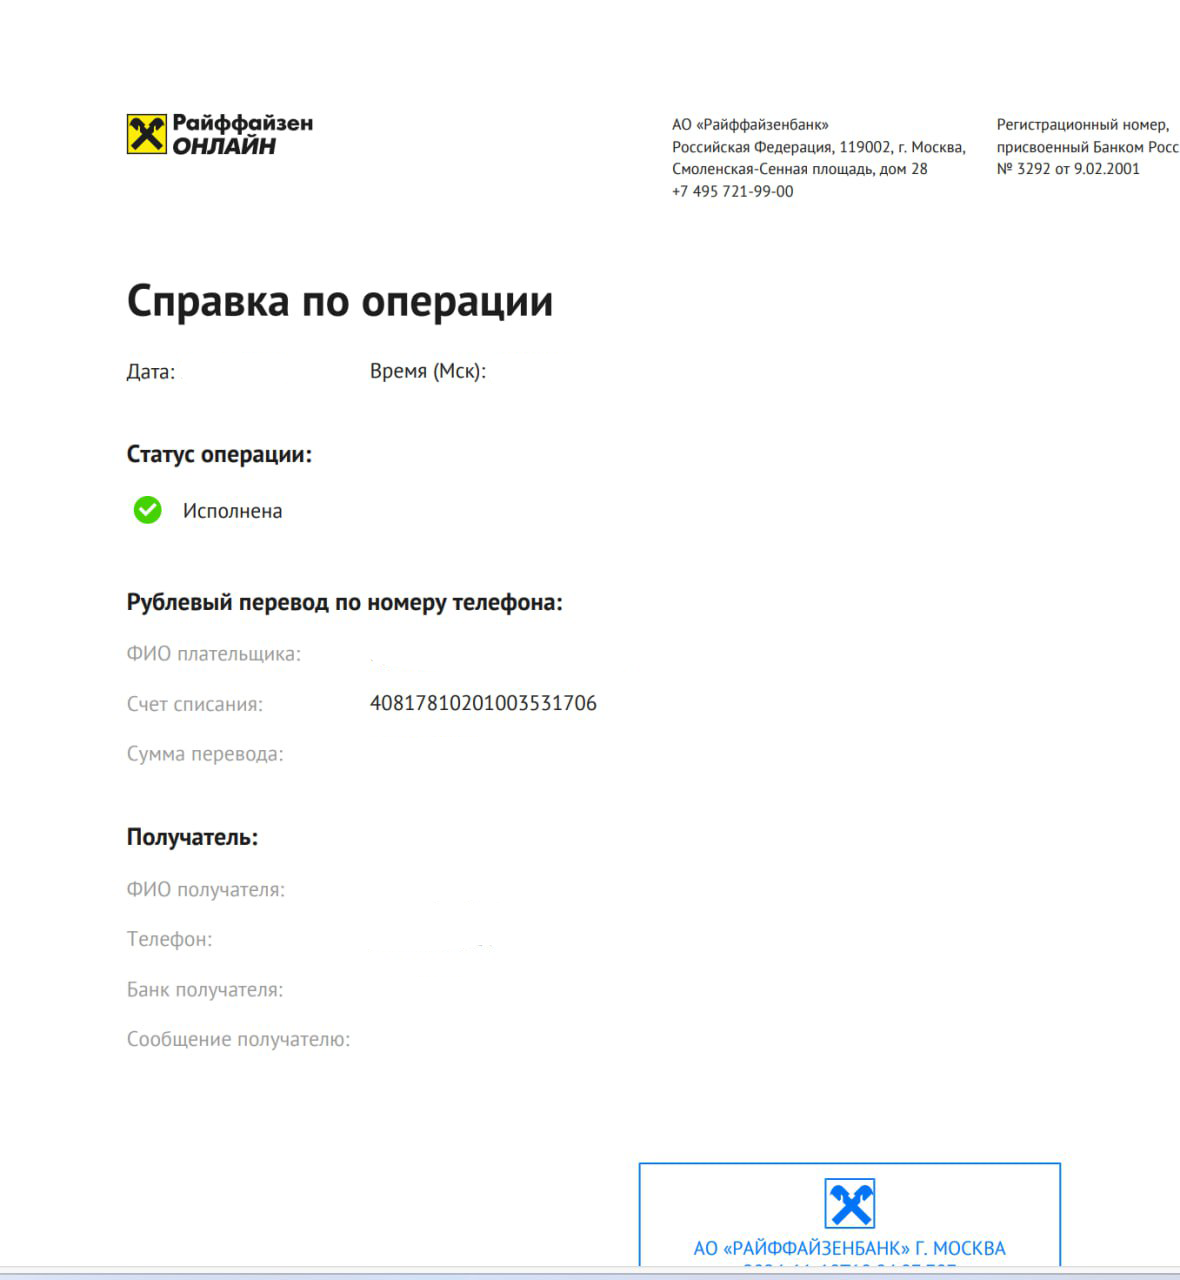 Райффайзен
ОНЛАЙН
АО «Райффайзенбанк»
Российская Федерация, 119002, г. Москва,
Смоленская-Сенная площадь, дом 28
+7 495 721-99-00
Регистрационный номер,
присвоенный Банком Росс
№ 3292 от 9.02.2001
Справка по операции
Дата:
Время (Мск):
Статус операции:
Исполнена
Рублевый перевод по номеру телефона:
ФИО плательщика:
Счет списания: 40817810201003531706
Сумма перевода:
Получатель:
ФИО получателя:
Телефон:
Банк получателя:
Сообщение получателю:
АО «РАЙФФАЙЗЕНБАНК» Г. МОСКВА